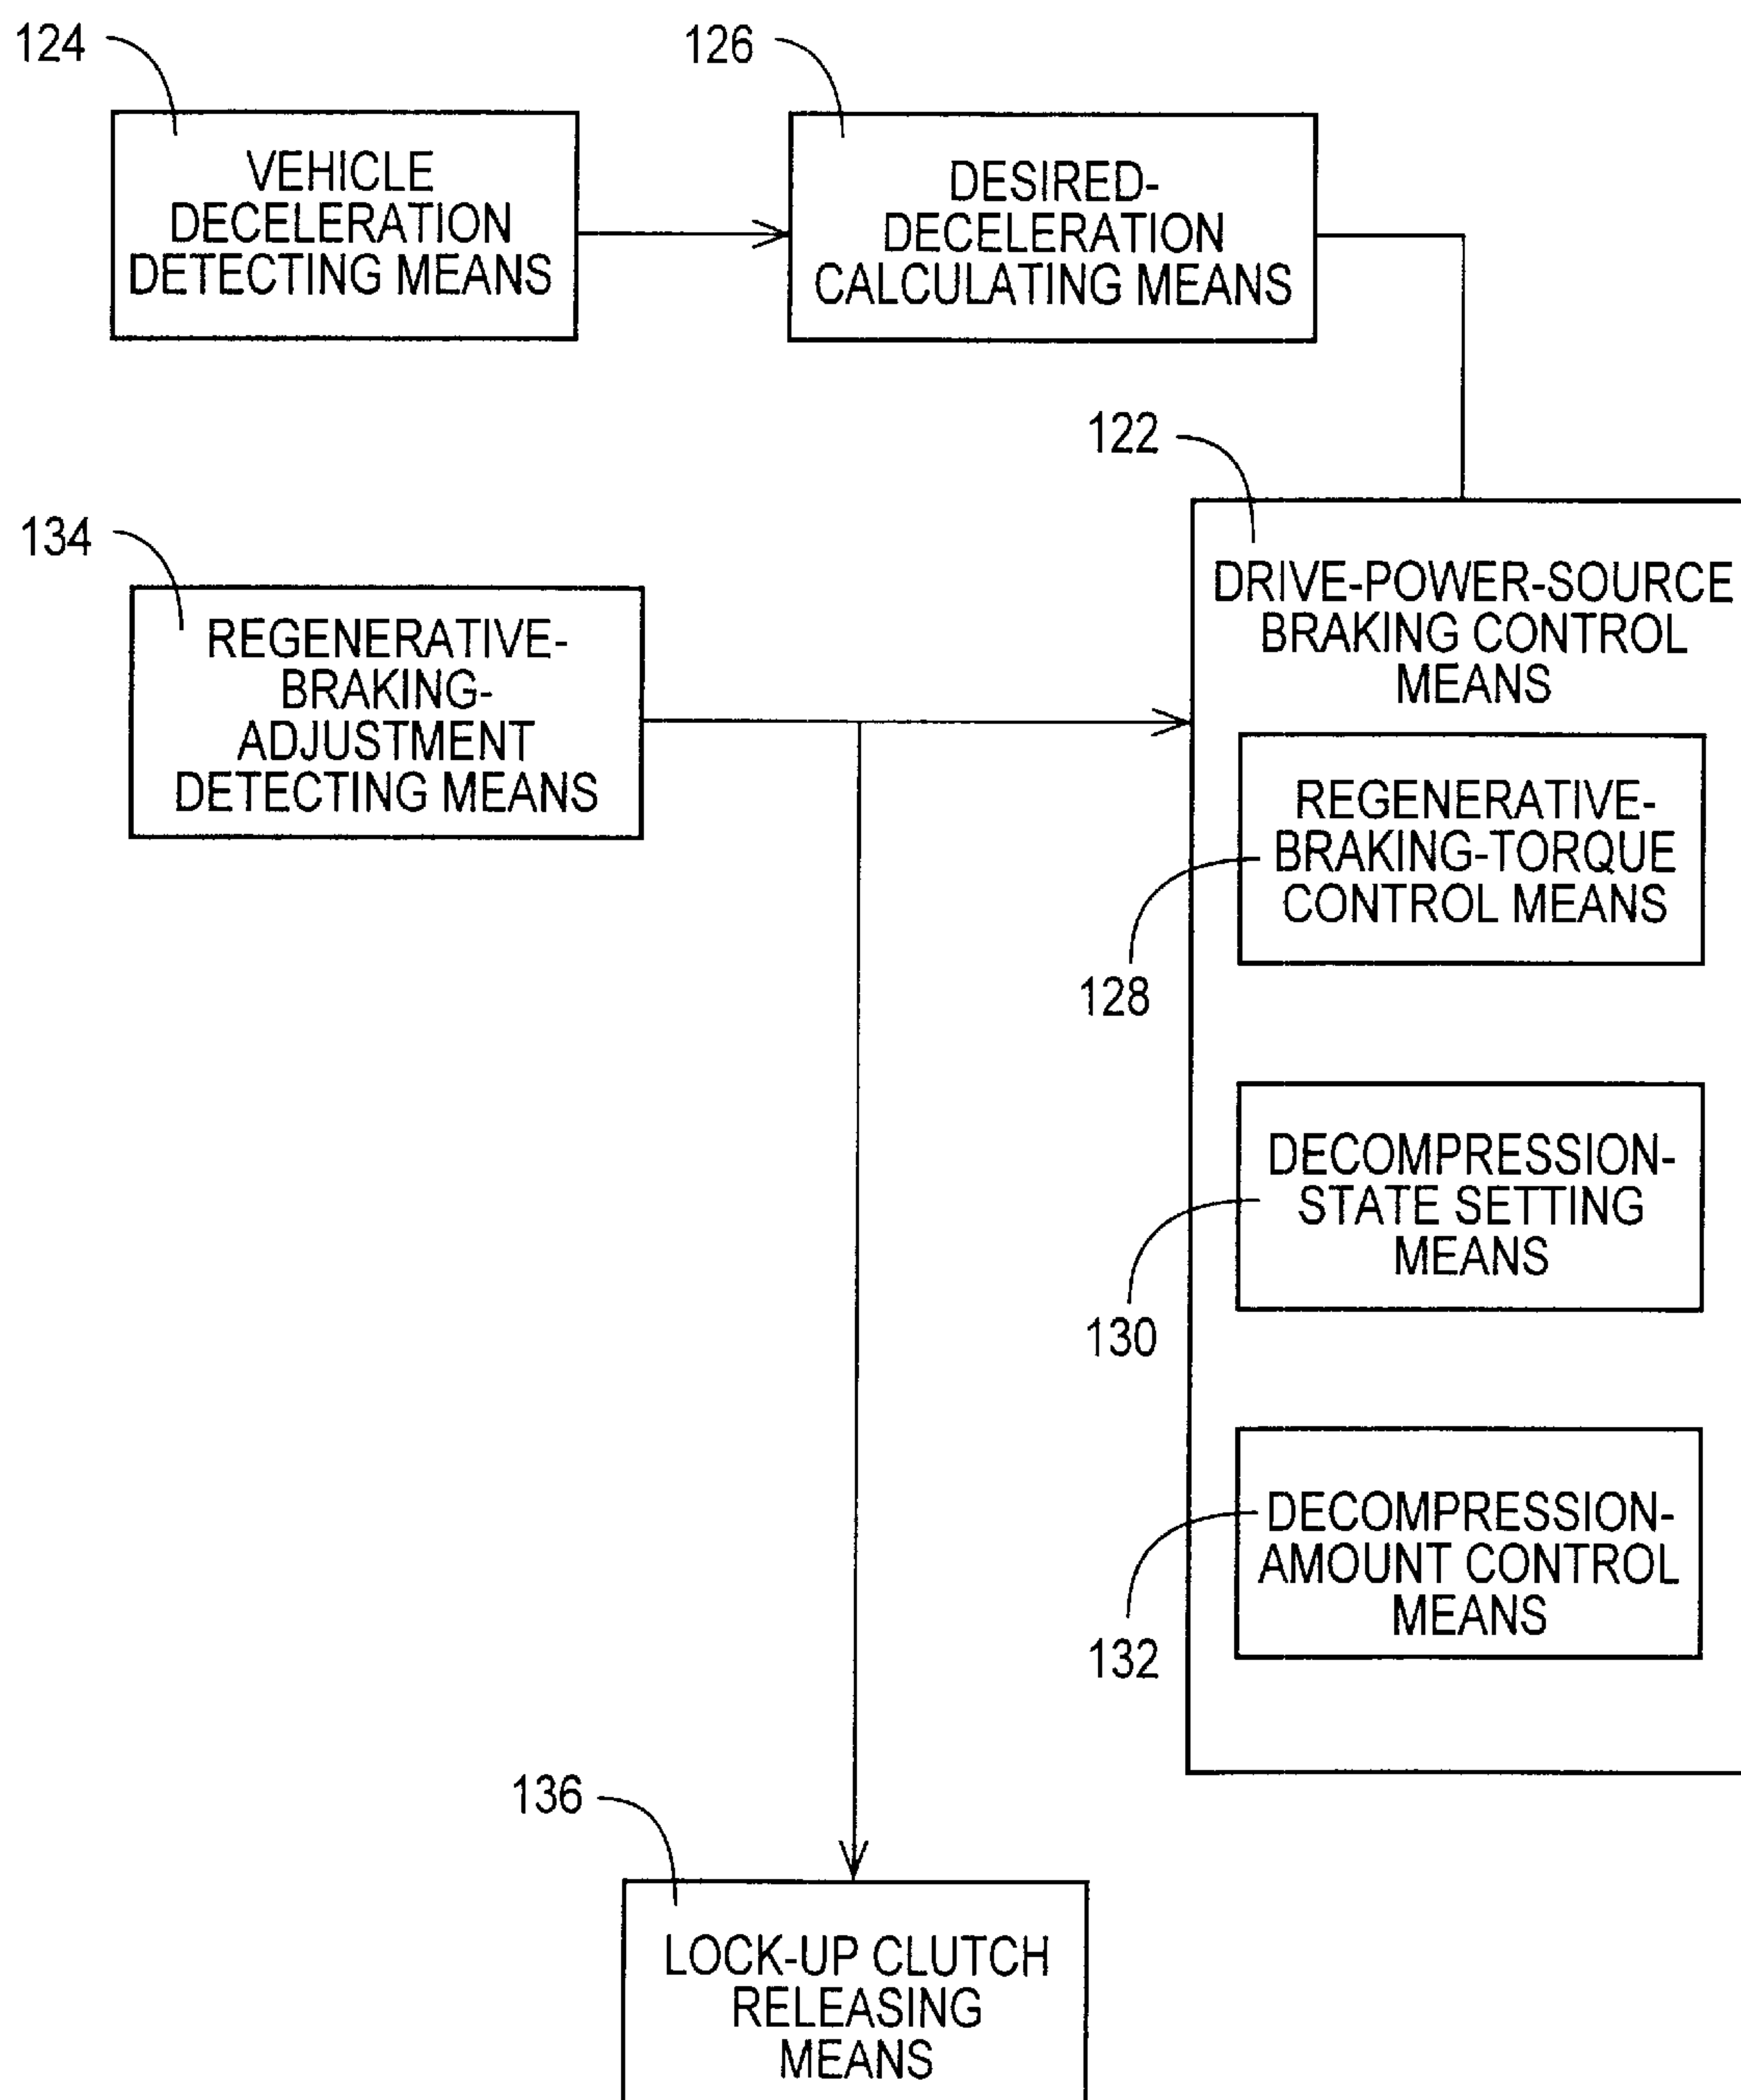 124
VEHICLE
DECELERATION
DETECTING MEANS
126
DESIRED-
DECELERATION
CALCULATING MEANS
122
DRIVE-POWER-SOURCE
BRAKING CONTROL
MEANS
134
REGENERATIVE-
BRAKING-
ADJUSTMENT
DETECTING MEANS
REGENERATIVE-
BRAKING-TORQUE
CONTROL MEANS
128
DECOMPRESSION-
STATE SETTING
MEANS
130
DECOMPRESSION-
AMOUNT CONTROL
MEANS
132
136
LOCK-UP CLUTCH
RELEASING
MEANS